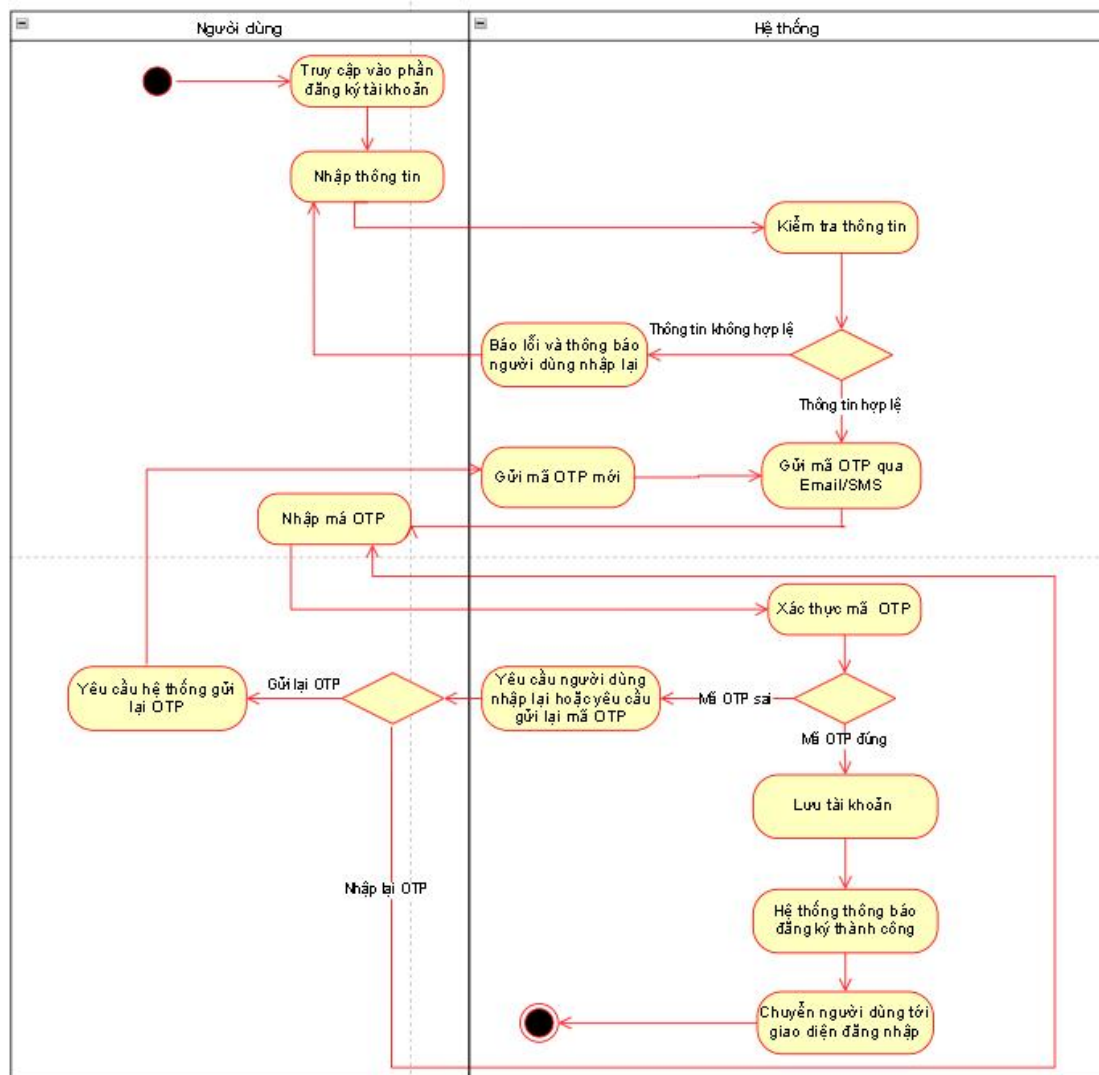 Người dùng
Hệ thống
Truy cập vào phần
đăng ký tài khoản
Nhập thông tin
Kiểm tra thông tin
Thông tin không hợp lệ
Báo lỗi và thông báo
người dùng nhập lại
Thông tin hợp lệ
Gửi mã OTP mới
Gửi mã OTP qua
Email/SMS
Nhập má OTP
Xác thực mã OTP
Yêu cầu hệ thống gửi
lại OTP
Gửi lại OTP
Yêu cầu người dùng
nhập lại hoặc yêu cầu
gửi lại mã OTP
Mã OTP sai
Mã OTP đúng
Lưu tài khoản
Nhập lại OTP
Hệ thống thông báo
đăng ký thành công
Chuyển người dùng tới
giao diện đăng nhập